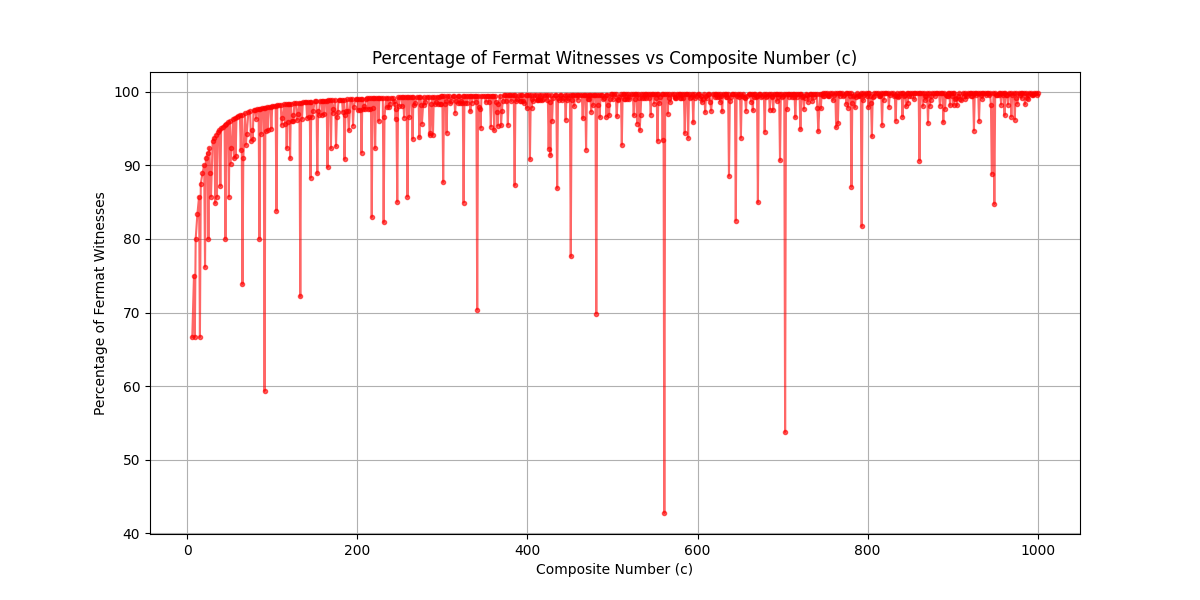 Percentage of Fermat Witnesses vs Composite Number (c)
Percentage of Fermat Witnesses
100
90
80
70
60
50
40
0 200 400 600 800 1000
Composite Number (c)